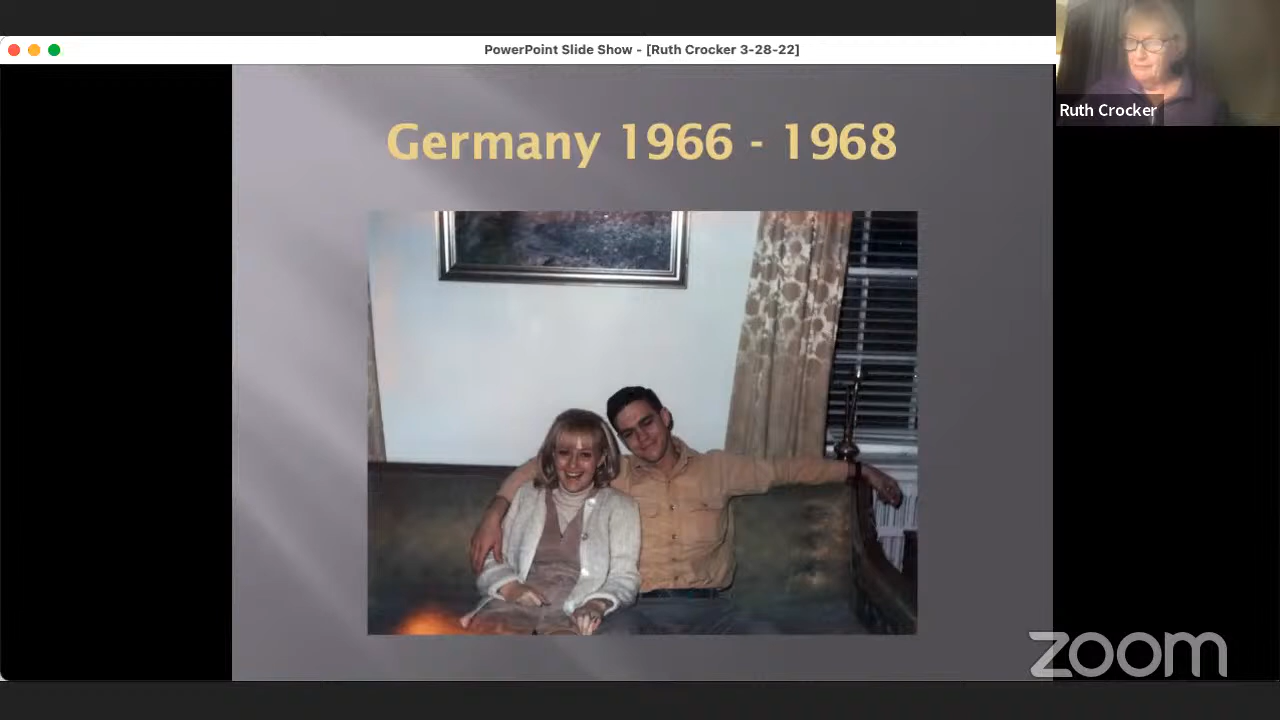 PowerPoint Slide Show - [Ruth Crocker 3-28-22]
Ruth Crocker
Germany 1966 - 1968
zoom